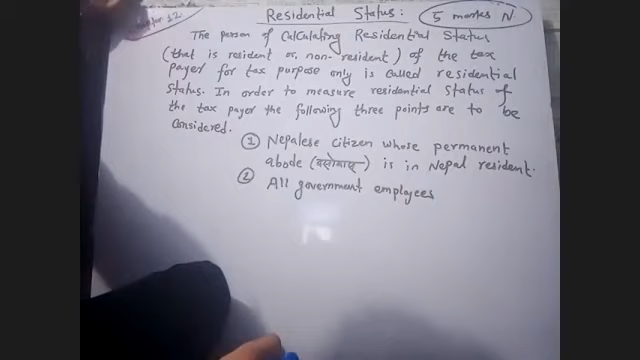 Residential Status: 5 marks N.
The person of Calculating Residential Status
(that is resident or non-resident) of the tax
payer for tax purpose only is called residential
status. In order to measure residential status of
the tax payer the following three points are to be
Considered.
① Nepalese citizen whose permanent
abode (बसोबास) is in Nepal resident.
② All government employees